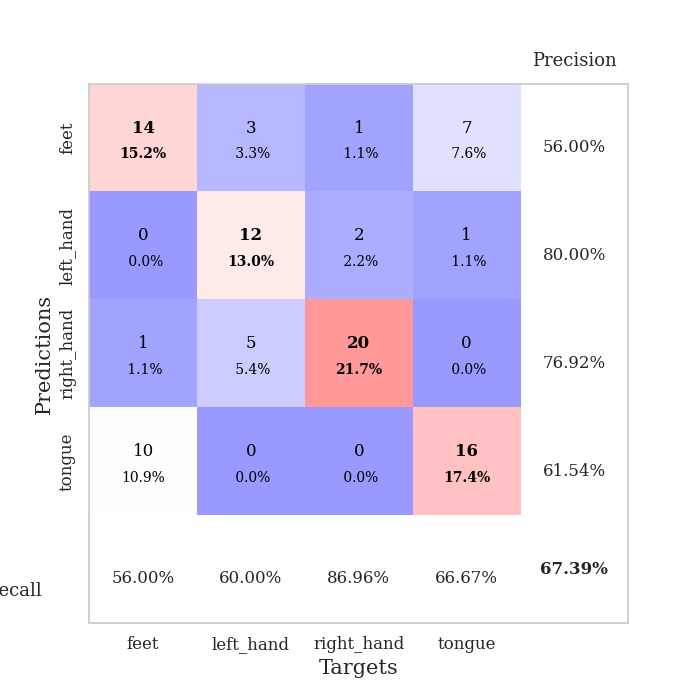 Precision
feet 14 3 1 7 56.00%
15.2% 3.3% 1.1% 7.6%
left_hand 0 12 2 1 80.00%
0.0% 13.0% 2.2% 1.1%
Predictions
right_hand 1 5 20 0 76.92%
1.1% 5.4% 21.7% 0.0%
tongue 10 0 0 16 61.54%
10.9% 0.0% 0.0% 17.4%
ecall 56.00% 60.00% 86.96% 66.67% 67.39%
feet left_hand right_hand tongue
Targets